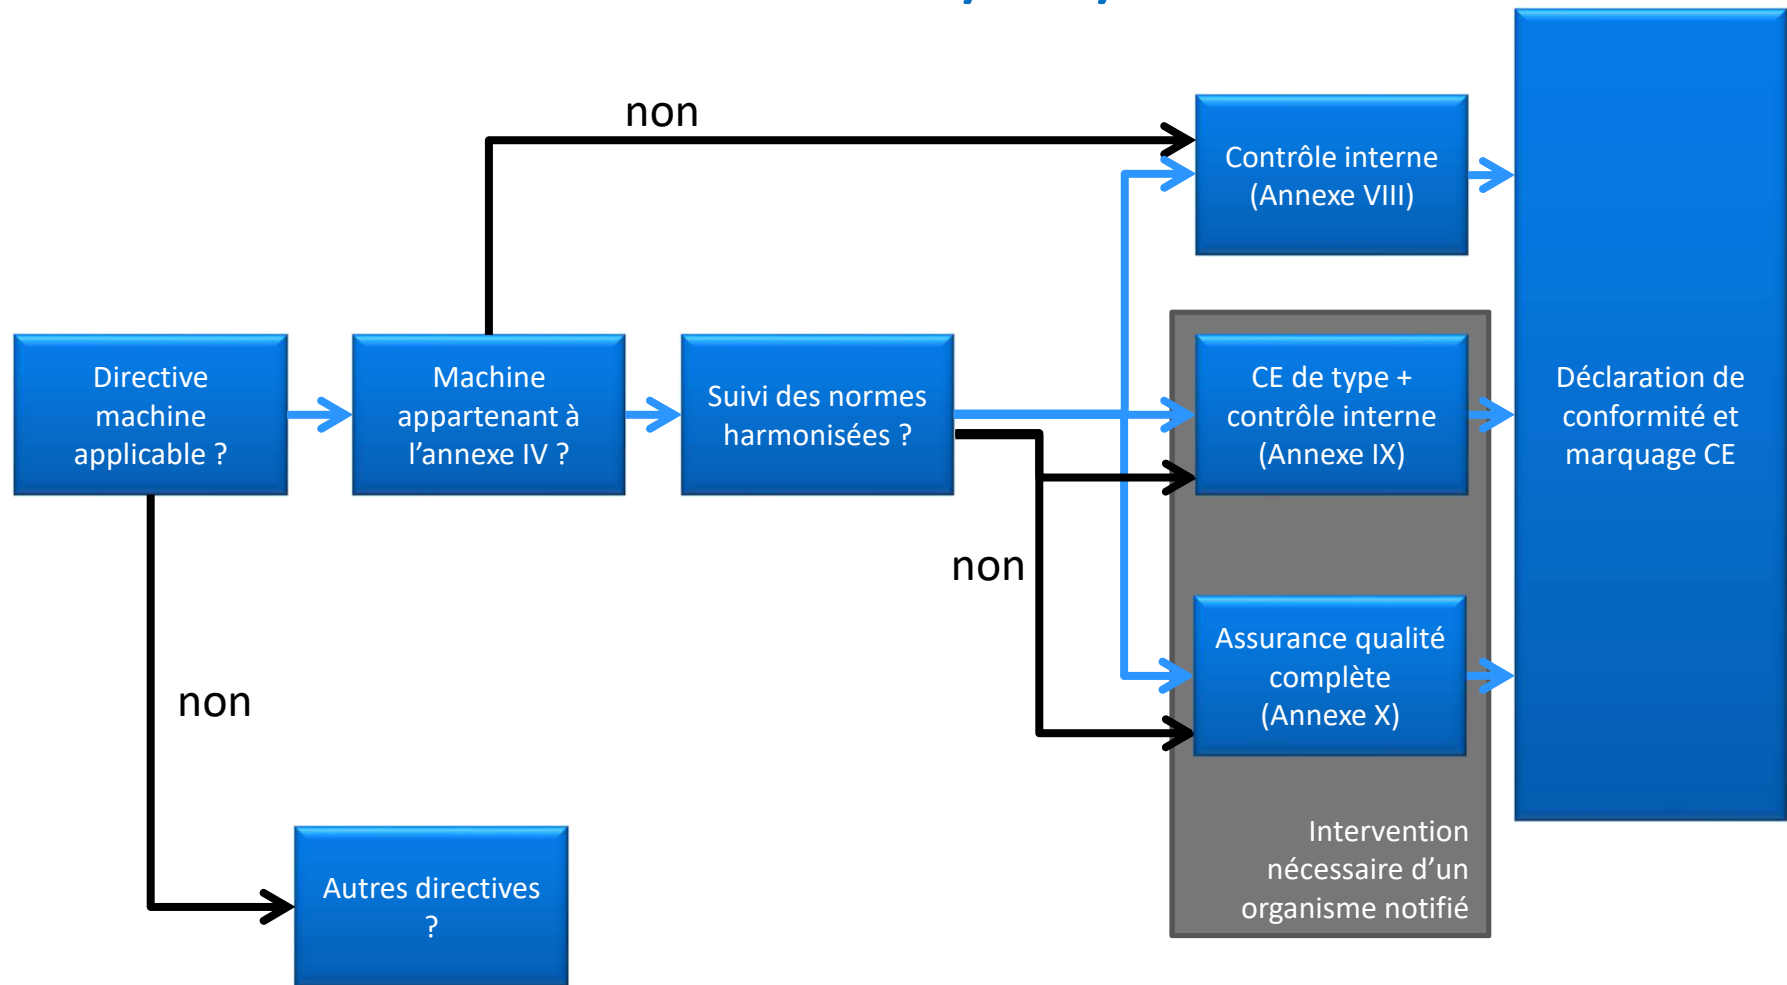 non
Contrôle interne
(Annexe VIII)
Directive
machine
applicable ?
Machine
appartenant à
l’annexe IV ?
Suivi des normes
harmonisées ?
CE de type +
contrôle interne
(Annexe IX)
Déclaration de
conformité et
marquage CE
non
Assurance qualité
complète
(Annexe X)
non
Intervention
nécessaire d’un
organisme notifié
Autres directives
?